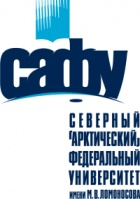 сафу
СЕВЕРНЫЙ
(АРКТИЧЕСКИЙ)
ФЕДЕРАЛЬНЫЙ
УНИВЕРСИТЕТ
ИМЕНИ М.В.ЛОМОНОСОВА